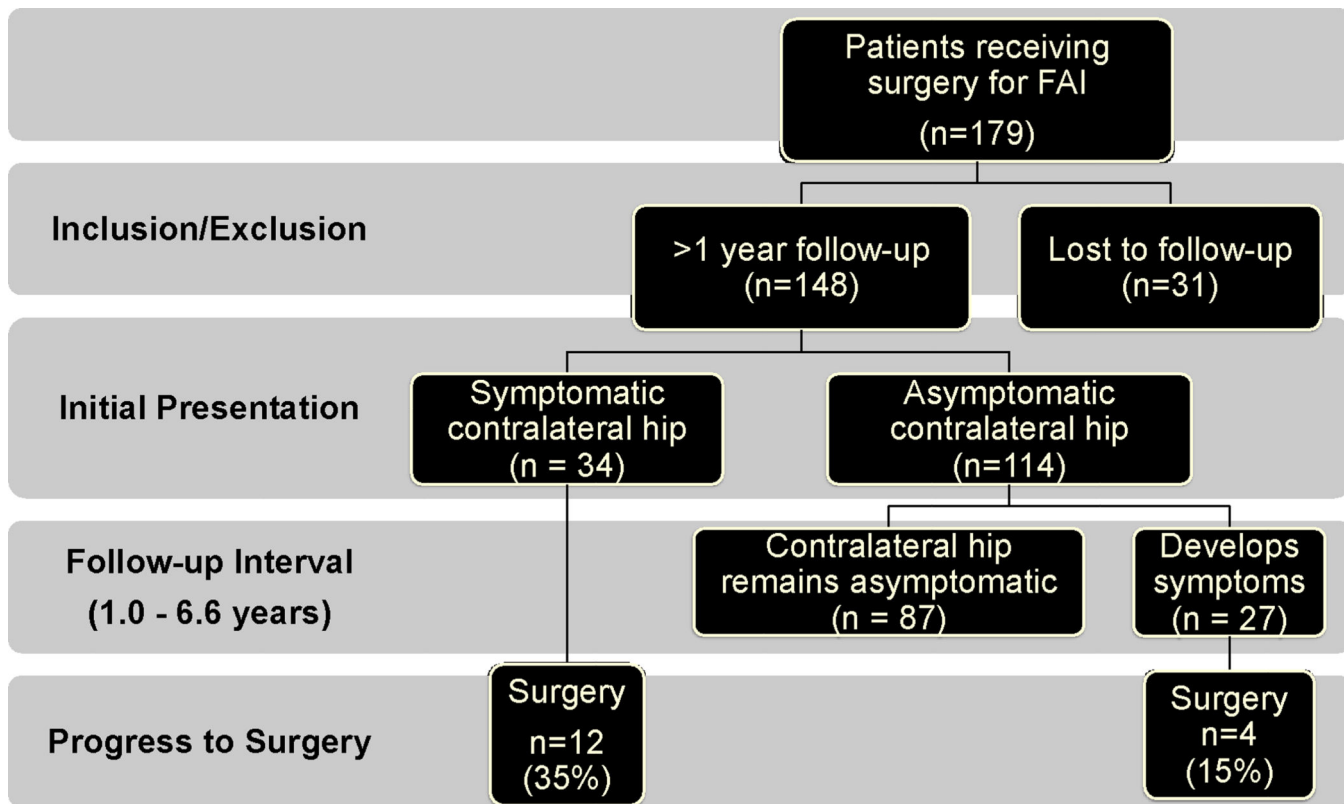 Patients receiving
surgery for FAI
(n=179)
Inclusion/Exclusion
>1 year follow-up
(n=148)
Lost to follow-up
(n=31)
Initial Presentation
Symptomatic
contralateral hip
(n = 34)
Asymptomatic
contralateral hip
(n=114)
Follow-up Interval
(1.0 - 6.6 years)
Contralateral hip
remains asymptomatic
(n = 87)
Develops
symptoms
(n = 27)
Progress to Surgery
Surgery
n=12
(35%)
Surgery
n=4
(15%)